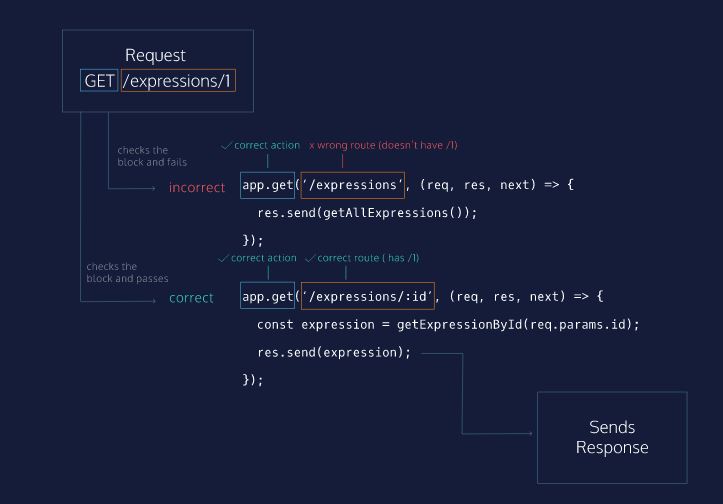 Request
GET /expressions/1
checks the
block and fails
✓ correct action x wrong route (doesn't have /1)
incorrect
app.get('/expressions', (req, res, next) => {
res.send(getAllExpressions());
});
checks the
block and passes
✓ correct action ✓ correct route ( has /1)
correct
app.get('/expressions/:id', (req, res, next) => {
const expression = getExpressionById(req.params.id);
res.send(expression);
});
Sends
Response